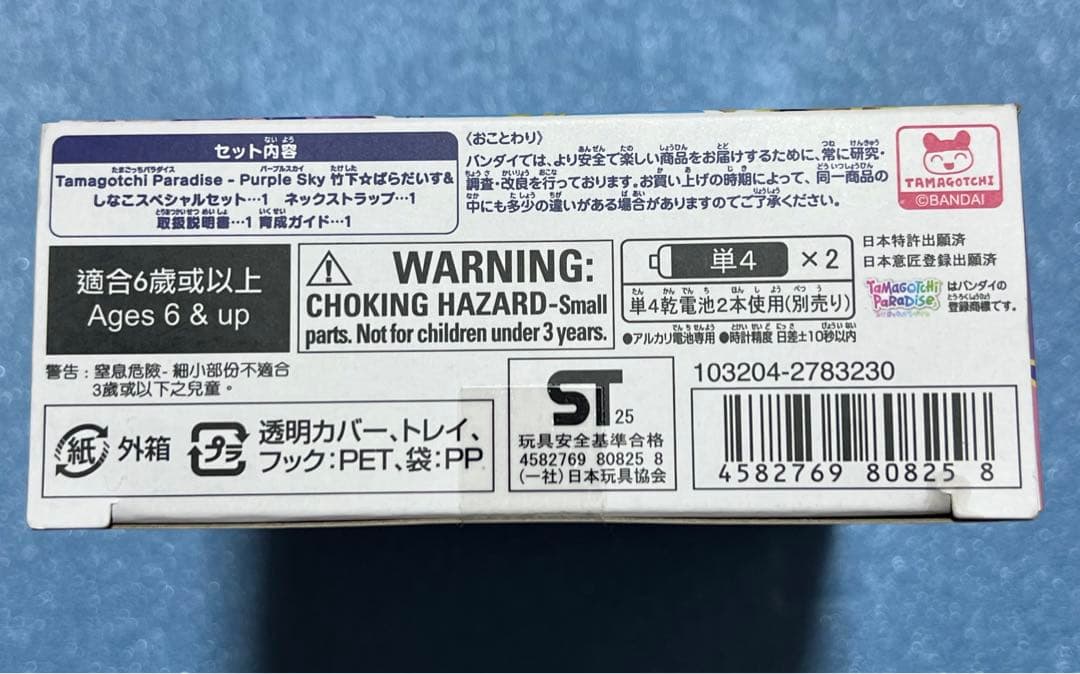 セット内容
Tamagotchi Paradise - Purple Sky 竹下☆ぱらだいす&
しなこスペシャルセット…1 ネックストラップ…1
取扱説明書…1 育成ガイド…1
〈おことわり〉
バンダイでは、より安全で楽しい商品をお届けするために、常に研究・
調査・改良を行っております。お買い上げの時期によって、同一商品の
中にも多少の違いがある場合がありますのでご了承ください。
TAMAGOTCHI
©BANDAI
適合6歲或以上
Ages 6 & up
WARNING:
CHOKING HAZARD-Small
parts. Not for children under 3 years.
単4 ×2
単4乾電池2本使用(別売り)
●アルカリ電池専用 ●時計精度 日差±10秒以内
日本特許出願済
日本意匠登録出願済
Tamagotchi Paradise はバンダイの
登録商標です。
警告:窒息危險-細小部份不適合
3歲或以下之兒童。
紙 外箱
プラ 透明カバー、トレイ、
フック:PET、袋:PP
ST 25
玩具安全基準合格
4582769 80825 8
(一社)日本玩具協会
103204-2783230
4582769 80825 8